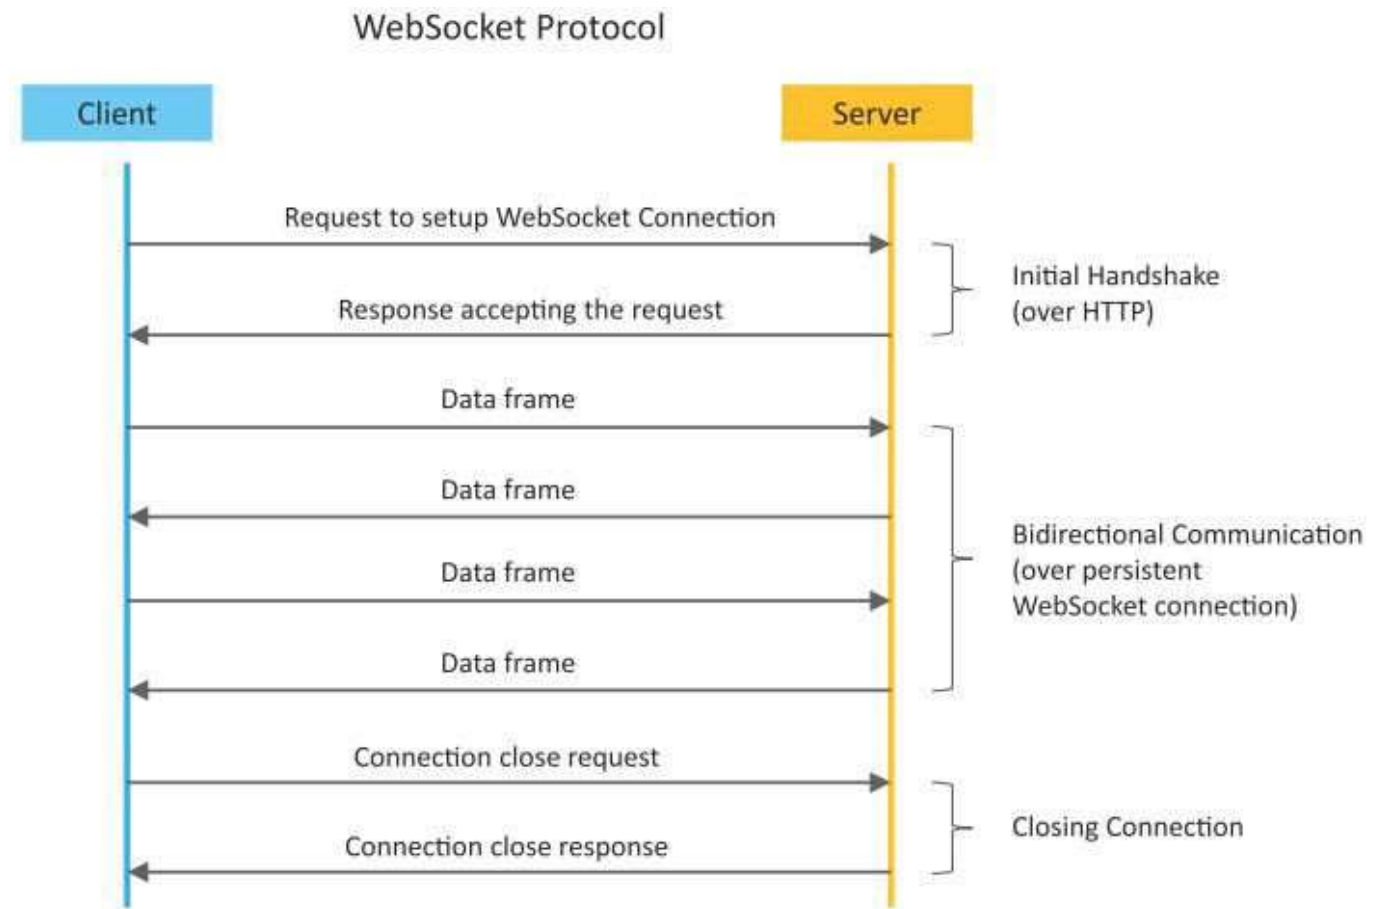 WebSocket Protocol
Client
Server
Request to setup WebSocket Connection
Response accepting the request
Initial Handshake
(over HTTP)
Data frame
Data frame
Data frame
Data frame
Bidirectional Communication
(over persistent
WebSocket connection)
Connection close request
Connection close response
Closing Connection